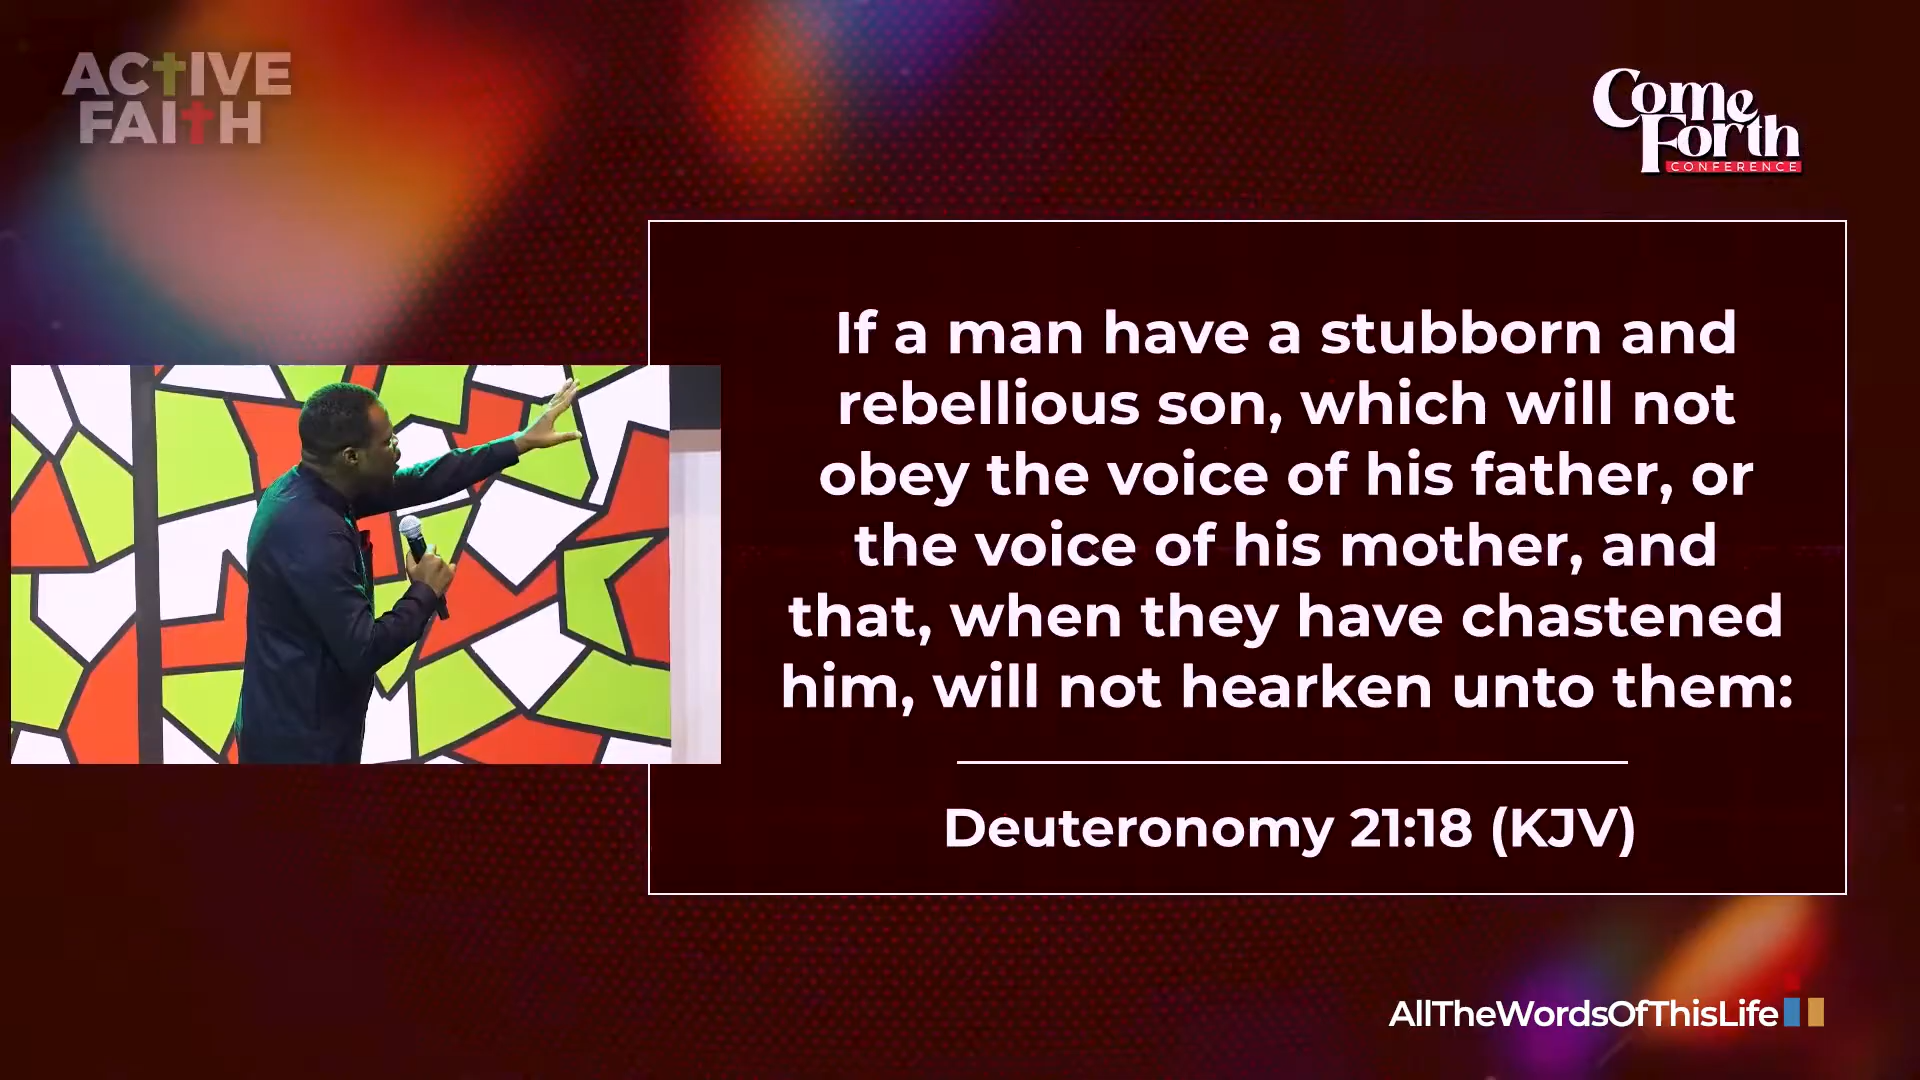 ACTIVE
FAITH
Come
Forth
CONFERENCE
If a man have a stubborn and
rebellious son, which will not
obey the voice of his father, or
the voice of his mother, and
that, when they have chastened
him, will not hearken unto them:
Deuteronomy 21:18 (KJV)
AllTheWordsOfThisLife